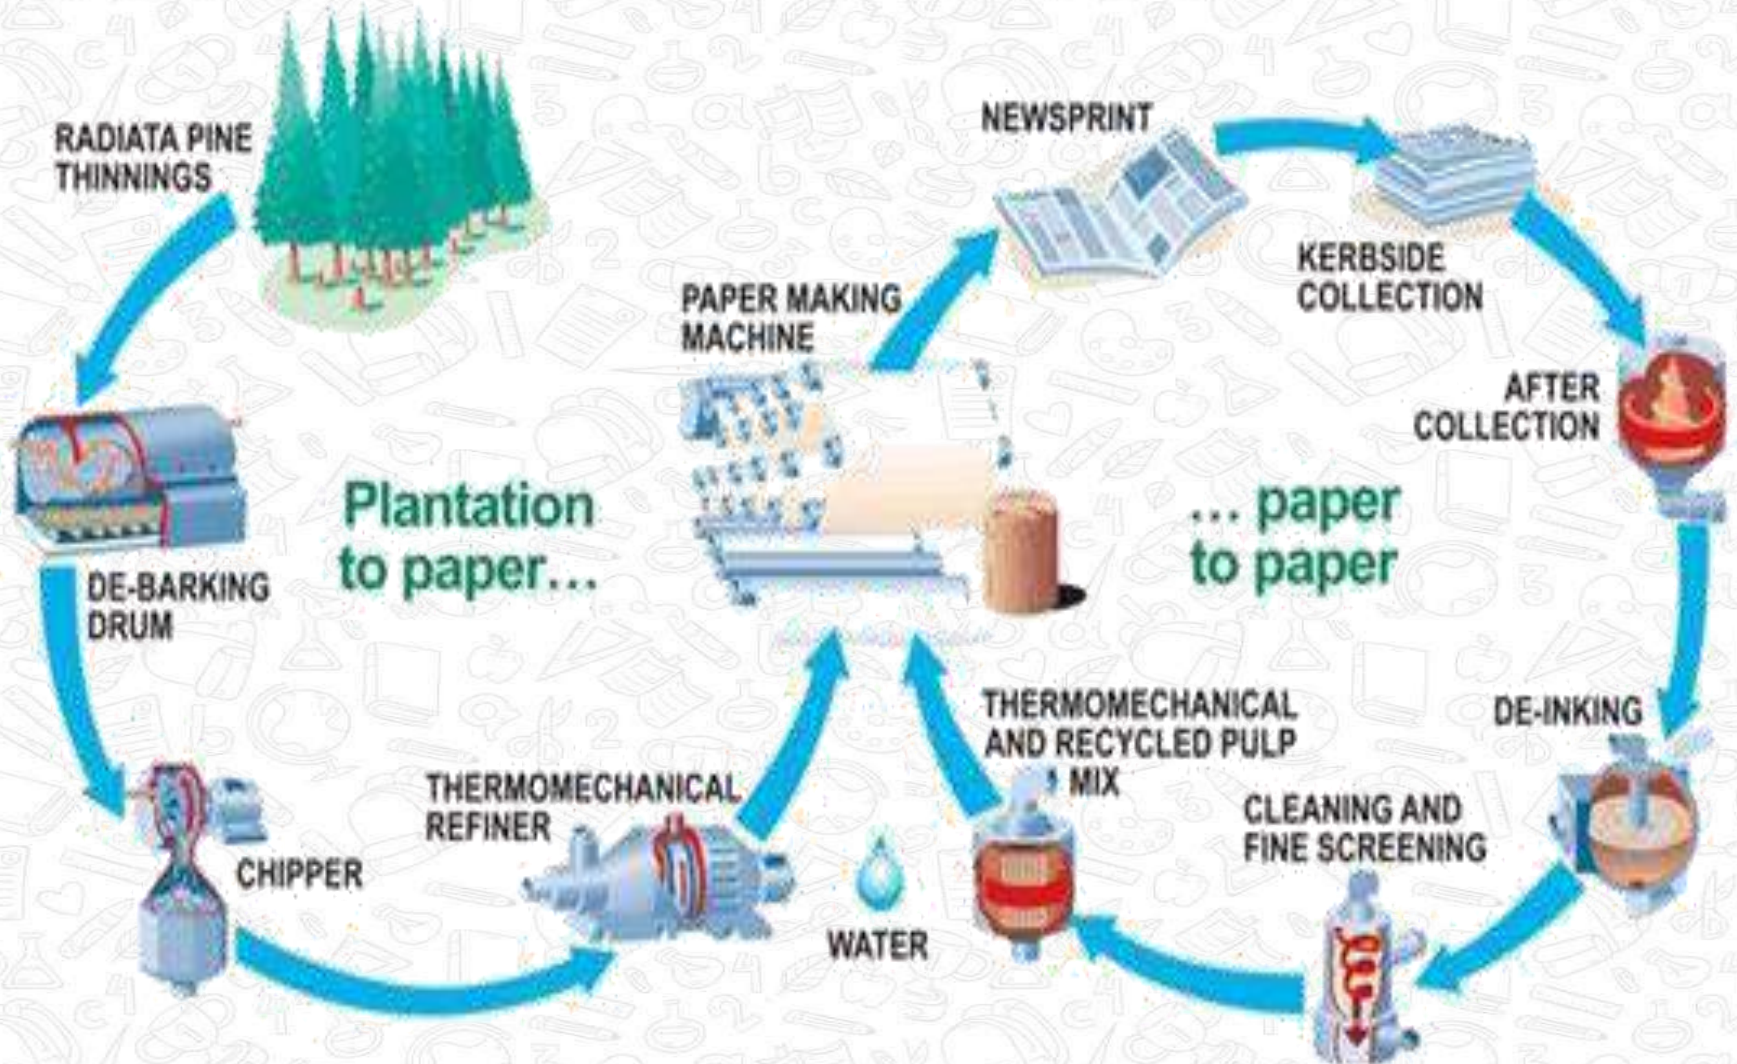 RADIATA PINE
THINNINGS
DE-BARKING
DRUM
CHIPPER
THERMOMECHANICAL
REFINER
Plantation
to paper...
PAPER MAKING
MACHINE
WATER
NEWSPRINT
KERBSIDE
COLLECTION
AFTER
COLLECTION
... paper
to paper
DE-INKING
CLEANING AND
FINE SCREENING
THERMOMECHANICAL
AND RECYCLED PULP
MIX